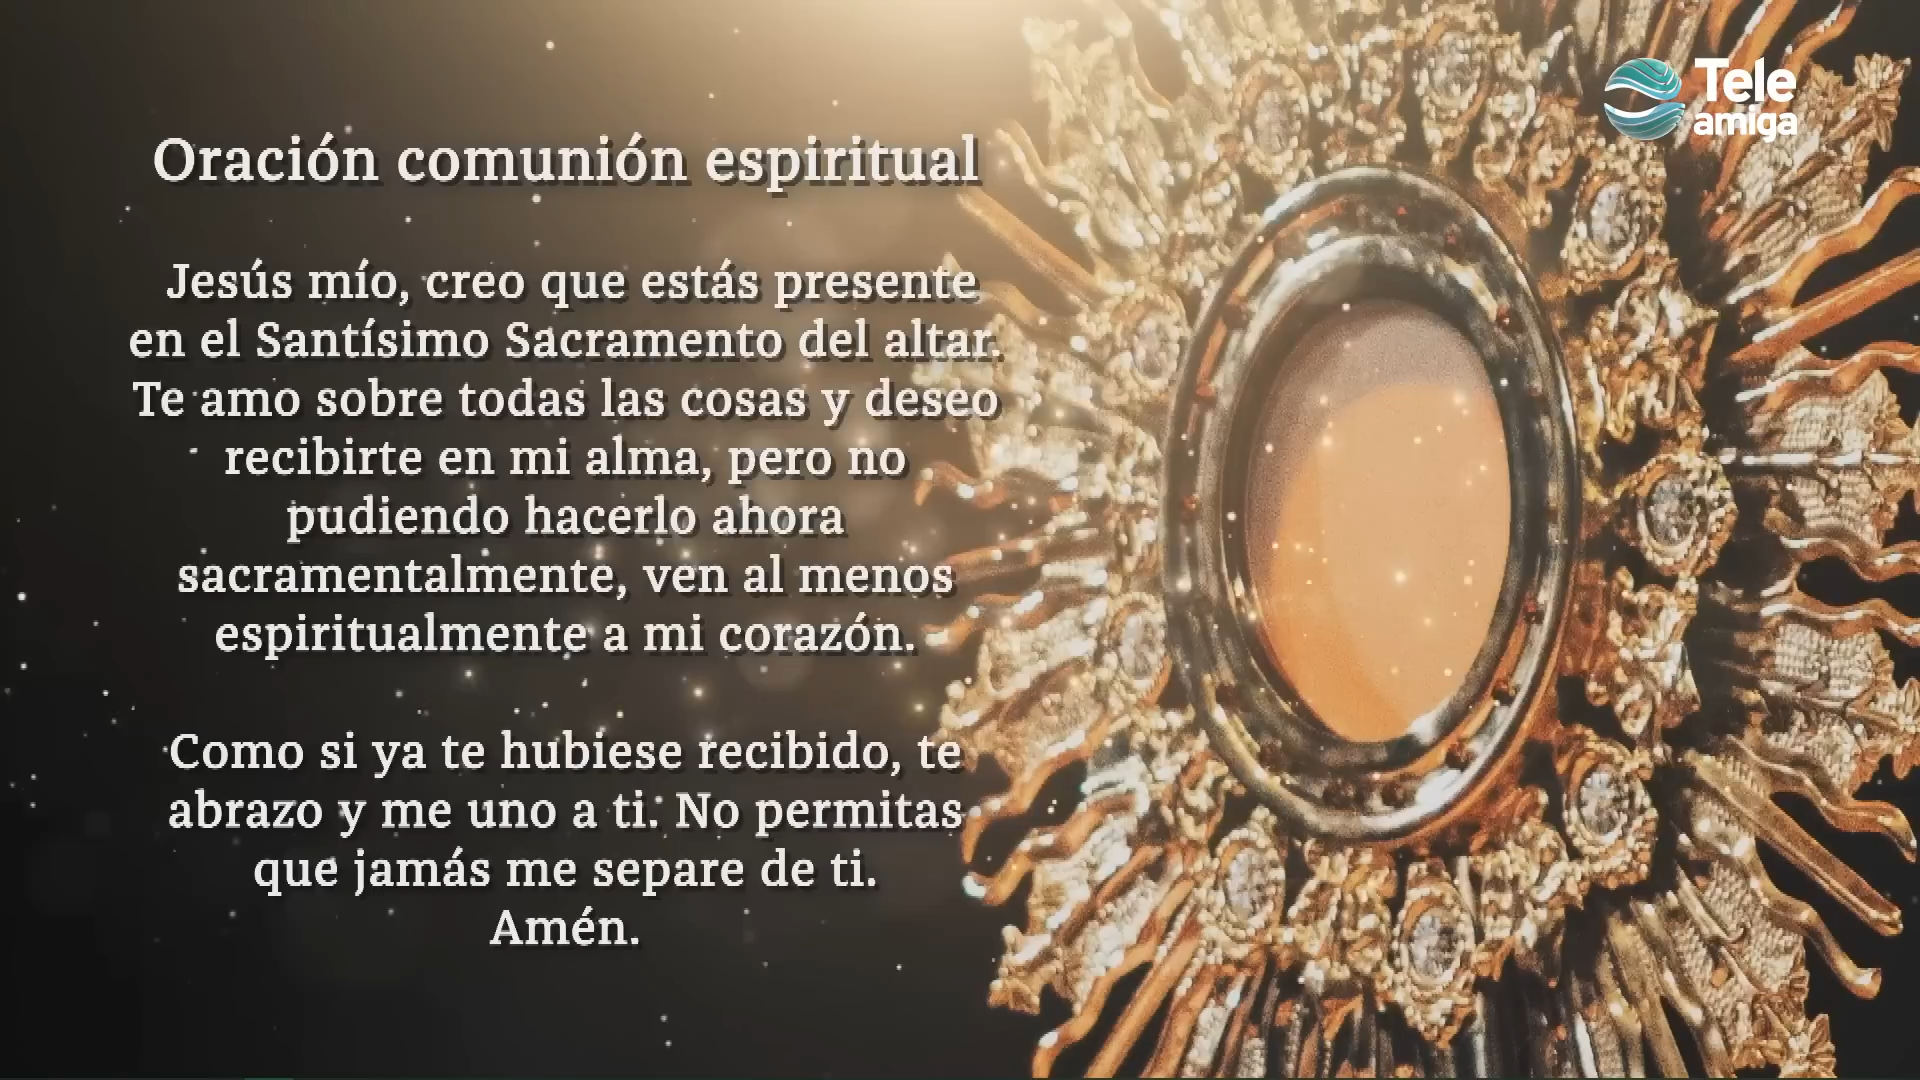 Oración comunión espiritual
Jesús mío, creo que estás presente
en el Santísimo Sacramento del altar.
Te amo sobre todas las cosas y deseo
recibirte en mi alma, pero no
pudiendo hacerlo ahora
sacramentalmente, ven al menos
espiritualmente a mi corazón.
Como si ya te hubiese recibido, te
abrazo y me uno a ti. No permitas
que jamás me separe de ti.
Amén.
Tele
amiga